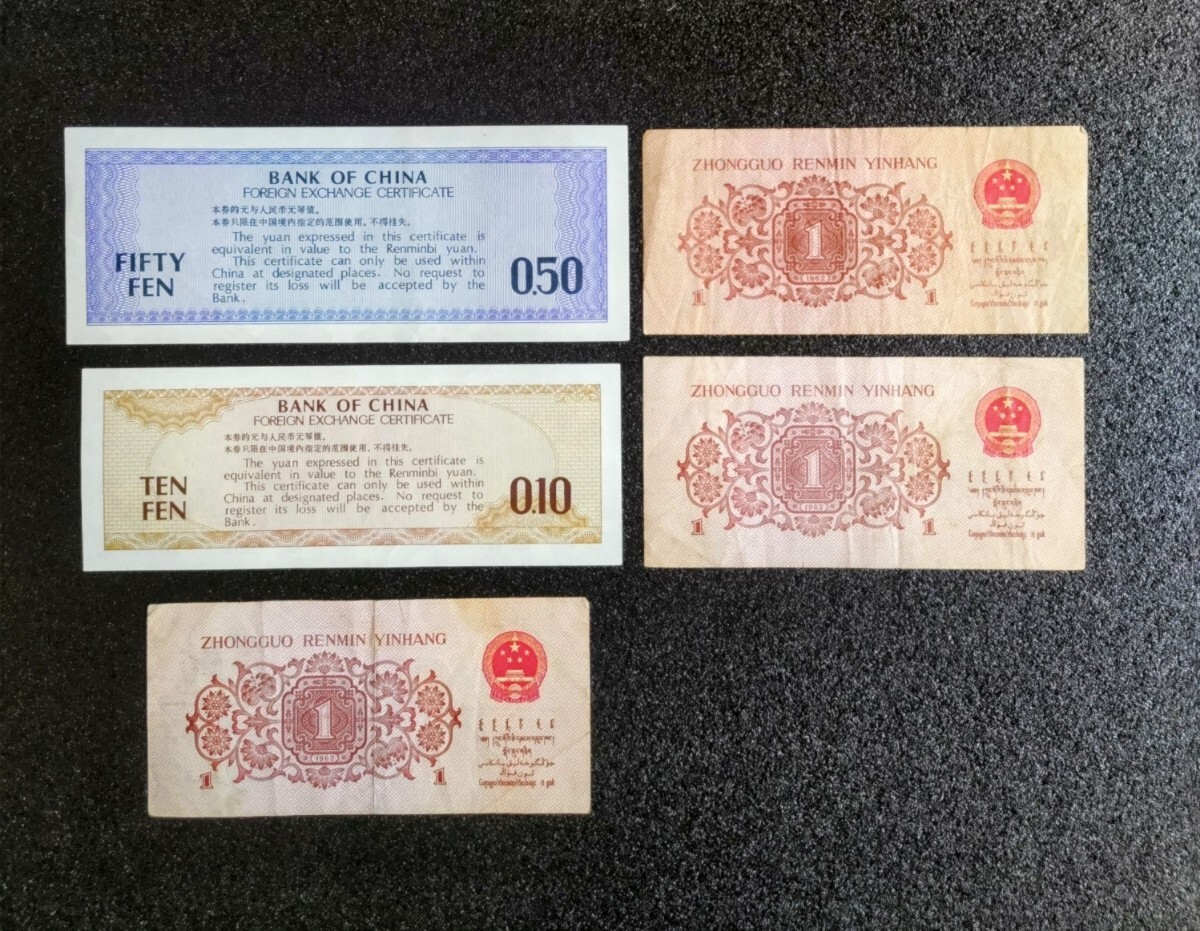 BANK OF CHINA
FOREIGN EXCHANGE CERTIFICATE
本券的元与人民币元等值。
本券只限在中国境内指定的范围使用,不得挂失。
The yuan expressed in this certificate is
equivalent in value to the Renminbi yuan.
This certificate can only be used within
China at designated places. No request to
register its loss will be accepted by the
Bank.
FIFTY
FEN
0.50
ZHONGGUO RENMIN YINHANG
1
1962
1
1
BANK OF CHINA
FOREIGN EXCHANGE CERTIFICATE
本券的元与人民币元等值。
本券只限在中国境内指定的范围使用,不得挂失。
The yuan expressed in this certificate is
equivalent in value to the Renminbi yuan.
This certificate can only be used within
China at designated places. No request to
register its loss will be accepted by the
Bank.
TEN
FEN
0.10
ZHONGGUO RENMIN YINHANG
1
1962
1
1
ZHONGGUO RENMIN YINHANG
1
1962
1
1